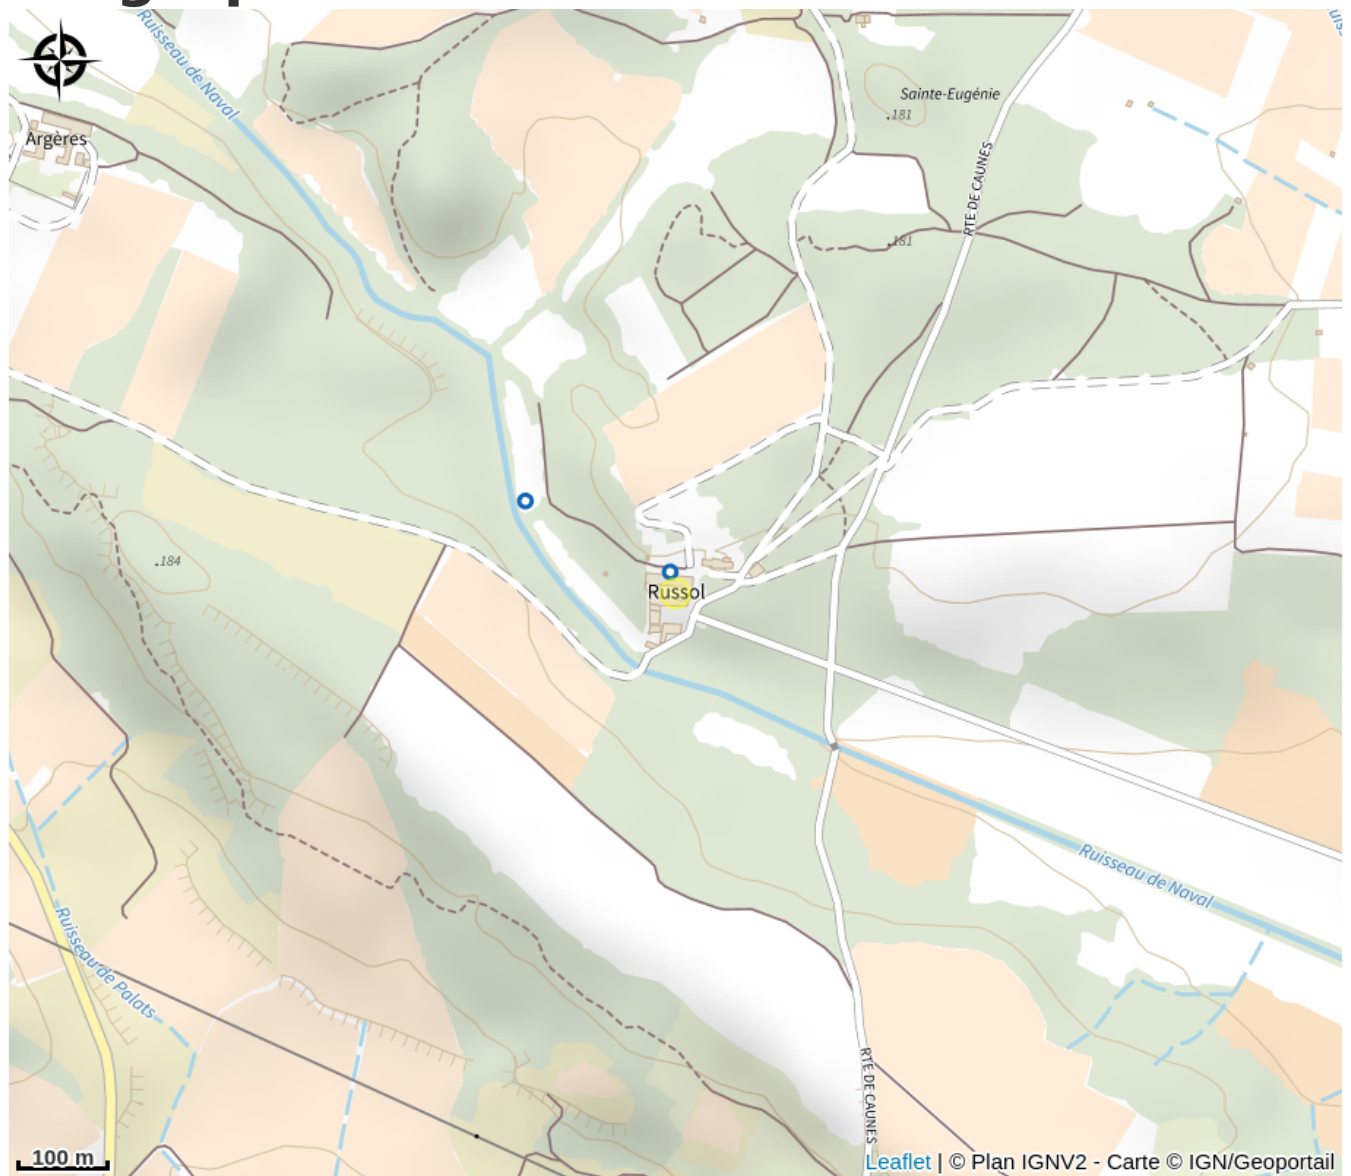 Ruisseau de Naval
Sainte-Eugénie
.181
Argères
RTE DE CAUNES
.181
.184
Russol
Ruisseau de Naval
Ruisseau de Palats
RTE DE CAUNES
100 m
Leaflet | © Plan IGNV2 - Carte © IGN/Geoportail